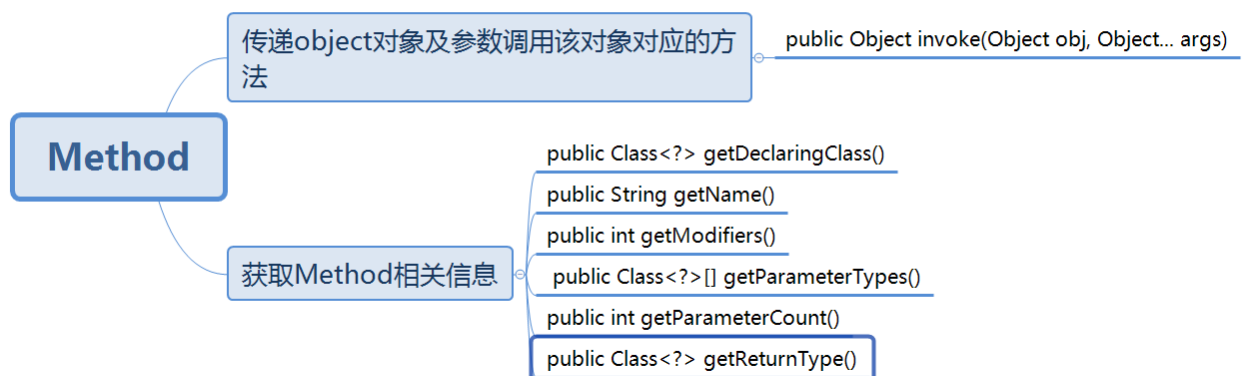 传递object对象及参数调用该对象对应的方
法
public Object invoke(Object obj, Object... args)
Method
获取Method相关信息
public Class<?> getDeclaringClass()
public String getName()
public int getModifiers()
public Class<?>[] getParameterTypes()
public int getParameterCount()
public Class<?> getReturnType()